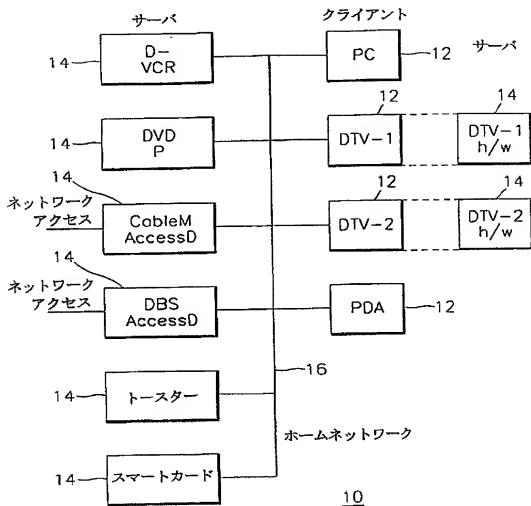 サーバ
クライアント
14
D-
VCR
PC
12
サーバ
14
DVD
P
12
DTV-1
14
DTV-1
h/w
14
ネットワーク
アクセス
CableM
AccessD
12
DTV-2
14
DTV-2
h/w
14
ネットワーク
アクセス
DBS
AccessD
PDA
12
14
トースター
16
ホームネットワーク
14
スマートカード
10